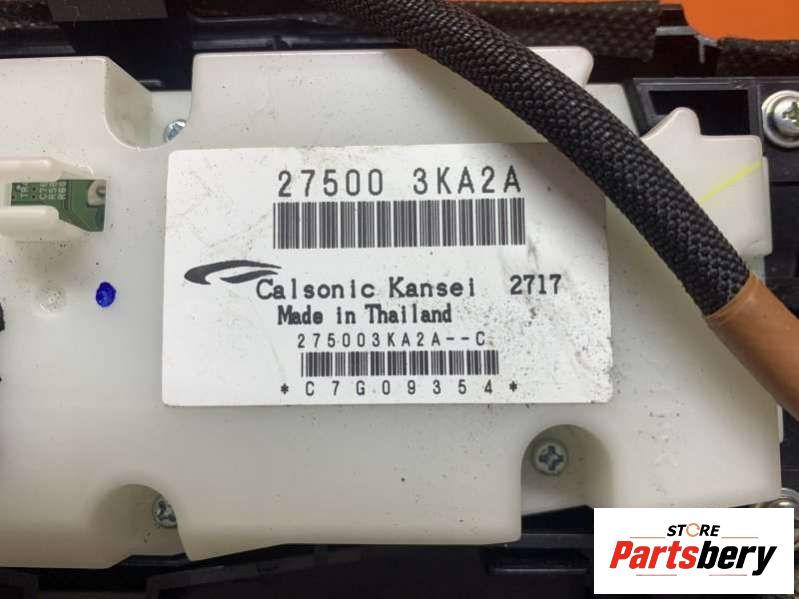 27500 3KA2A
Calsonic Kansei 2717
Made in Thailand
275003KA2A--C
*C7G09354*
STORE
Partsbery